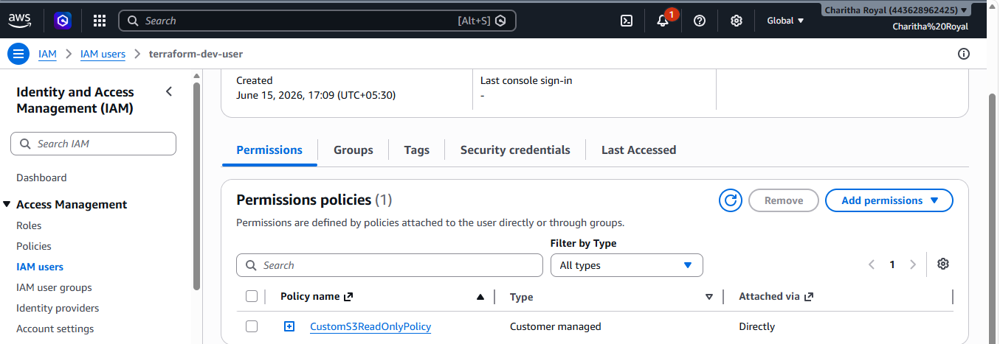 aws
Search [Alt+S]
1
Global
Charitha Royal (443628962425)
Charitha%20Royal
IAM > IAM users > terraform-dev-user
Identity and Access
Management (IAM)
Search IAM
Dashboard
Access Management
Roles
Policies
IAM users
IAM user groups
Identity providers
Account settings
Created
June 15, 2026, 17:09 (UTC+05:30)
Last console sign-in
-
Permissions Groups Tags Security credentials Last Accessed
Permissions policies (1)
Remove
Add permissions
Permissions are defined by policies attached to the user directly or through groups.
Filter by Type
Search
All types
1
Policy name Type Attached via
CustomS3ReadOnlyPolicy Customer managed Directly